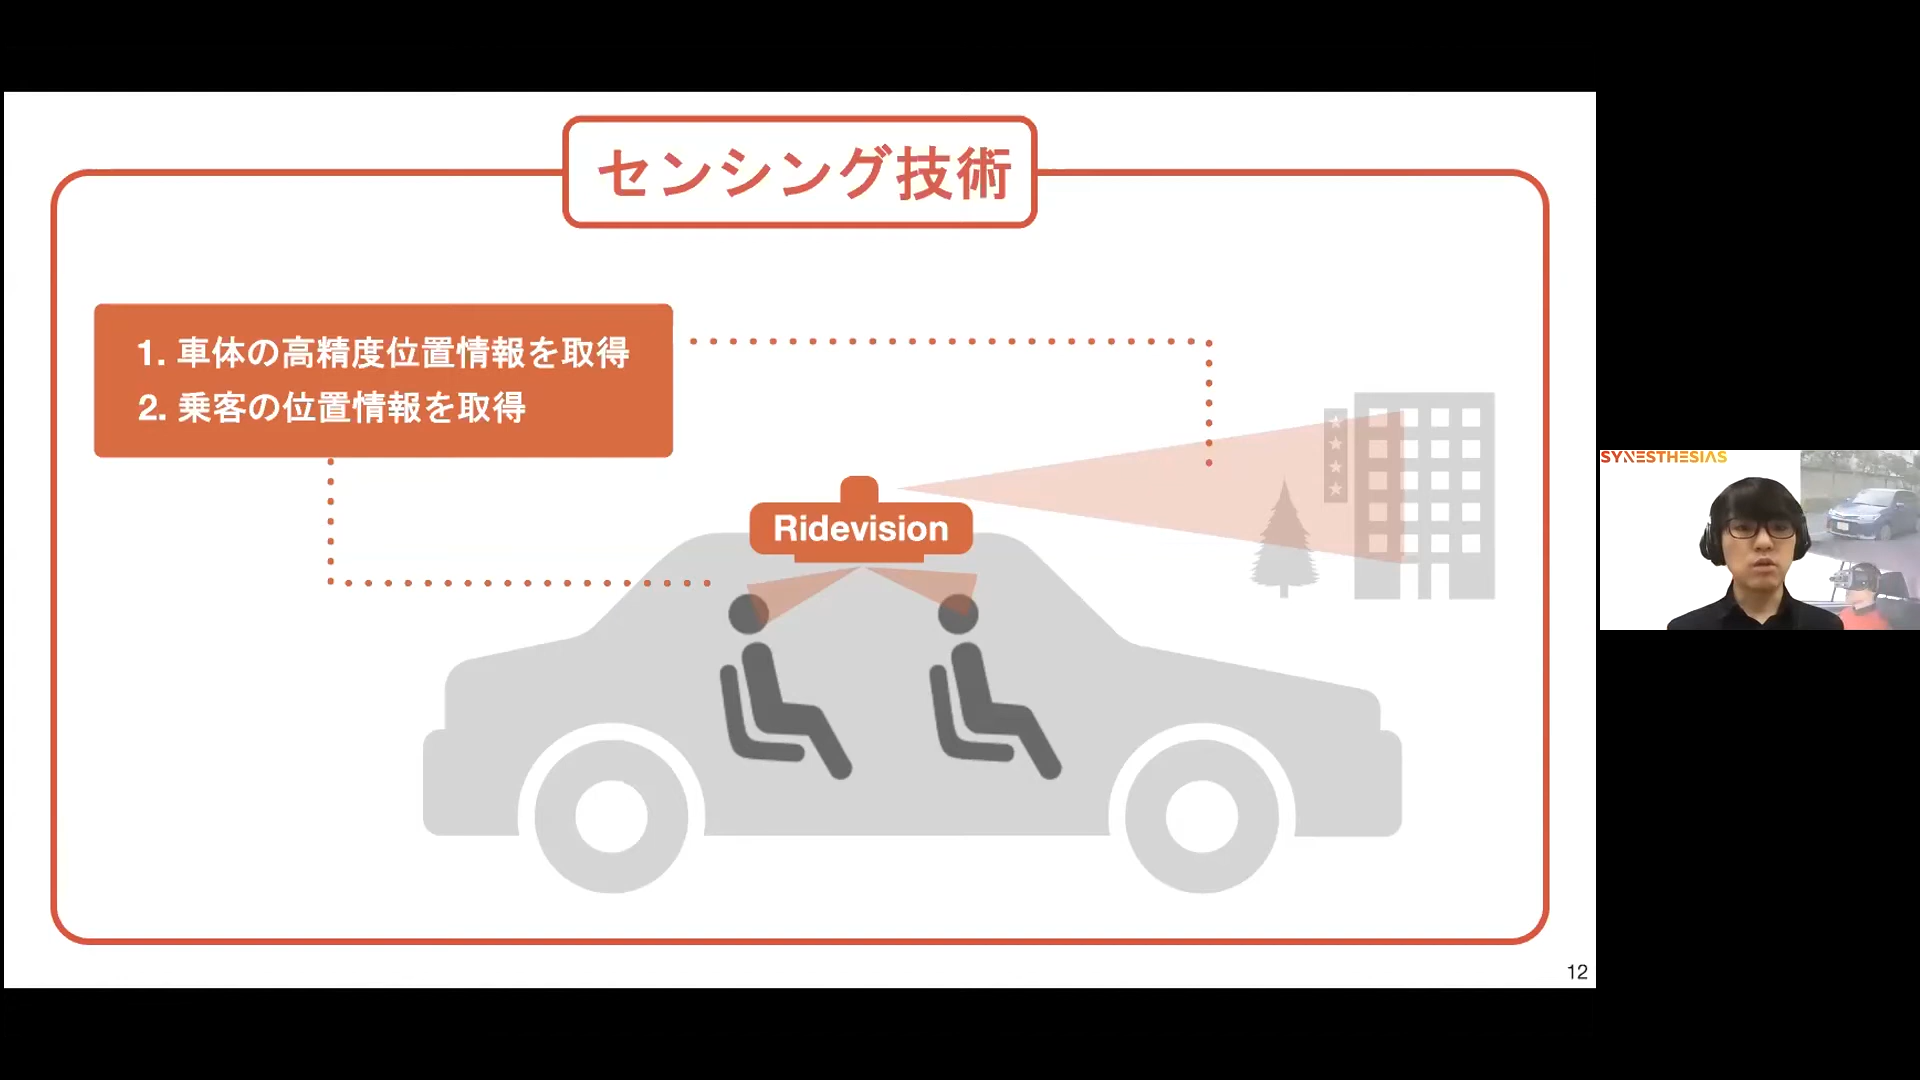 センシング技術
1. 車体の高精度位置情報を取得
2. 乗客の位置情報を取得
Ridevision
SYNESTHESIAS
12